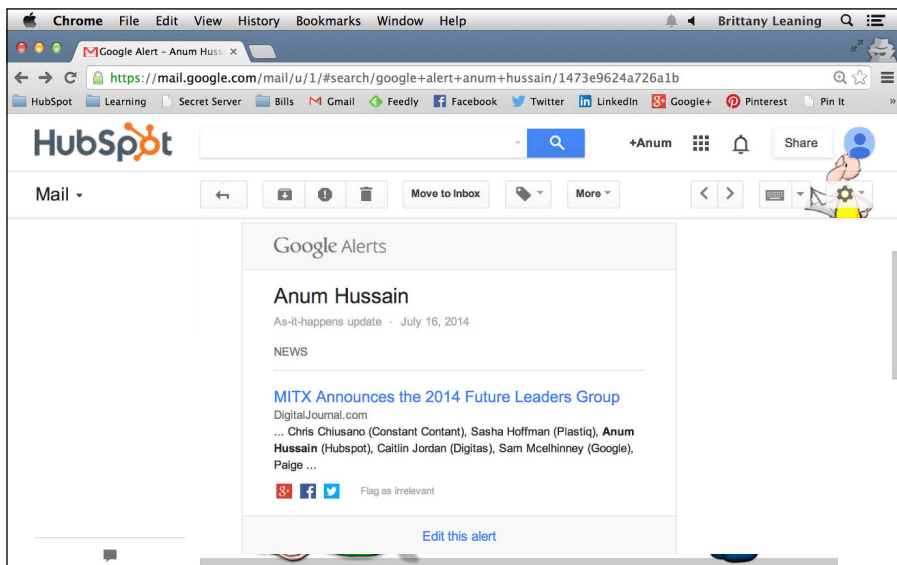 Chrome File Edit View History Bookmarks Window Help Brittany Leaning
Google Alert – Anum Huss
https://mail.google.com/mail/u/1/#search/google+alert+anum+hussain/1473e9624a726a1b
HubSpot Learning Secret Server Bills Gmail Feedly Facebook Twitter LinkedIn Google+ Pinterest Pin It »
HubSpot +Anum Share
Mail Move to Inbox More
Google Alerts
Anum Hussain
As-it-happens update · July 16, 2014
NEWS
MITX Announces the 2014 Future Leaders Group
DigitalJournal.com
... Chris Chiusano (Constant Contant), Sasha Hoffman (Plastiq), Anum
Hussain (Hubspot), Caitlin Jordan (Digitas), Sam Mcelhinney (Google),
Paige ...
Flag as irrelevant
Edit this alert